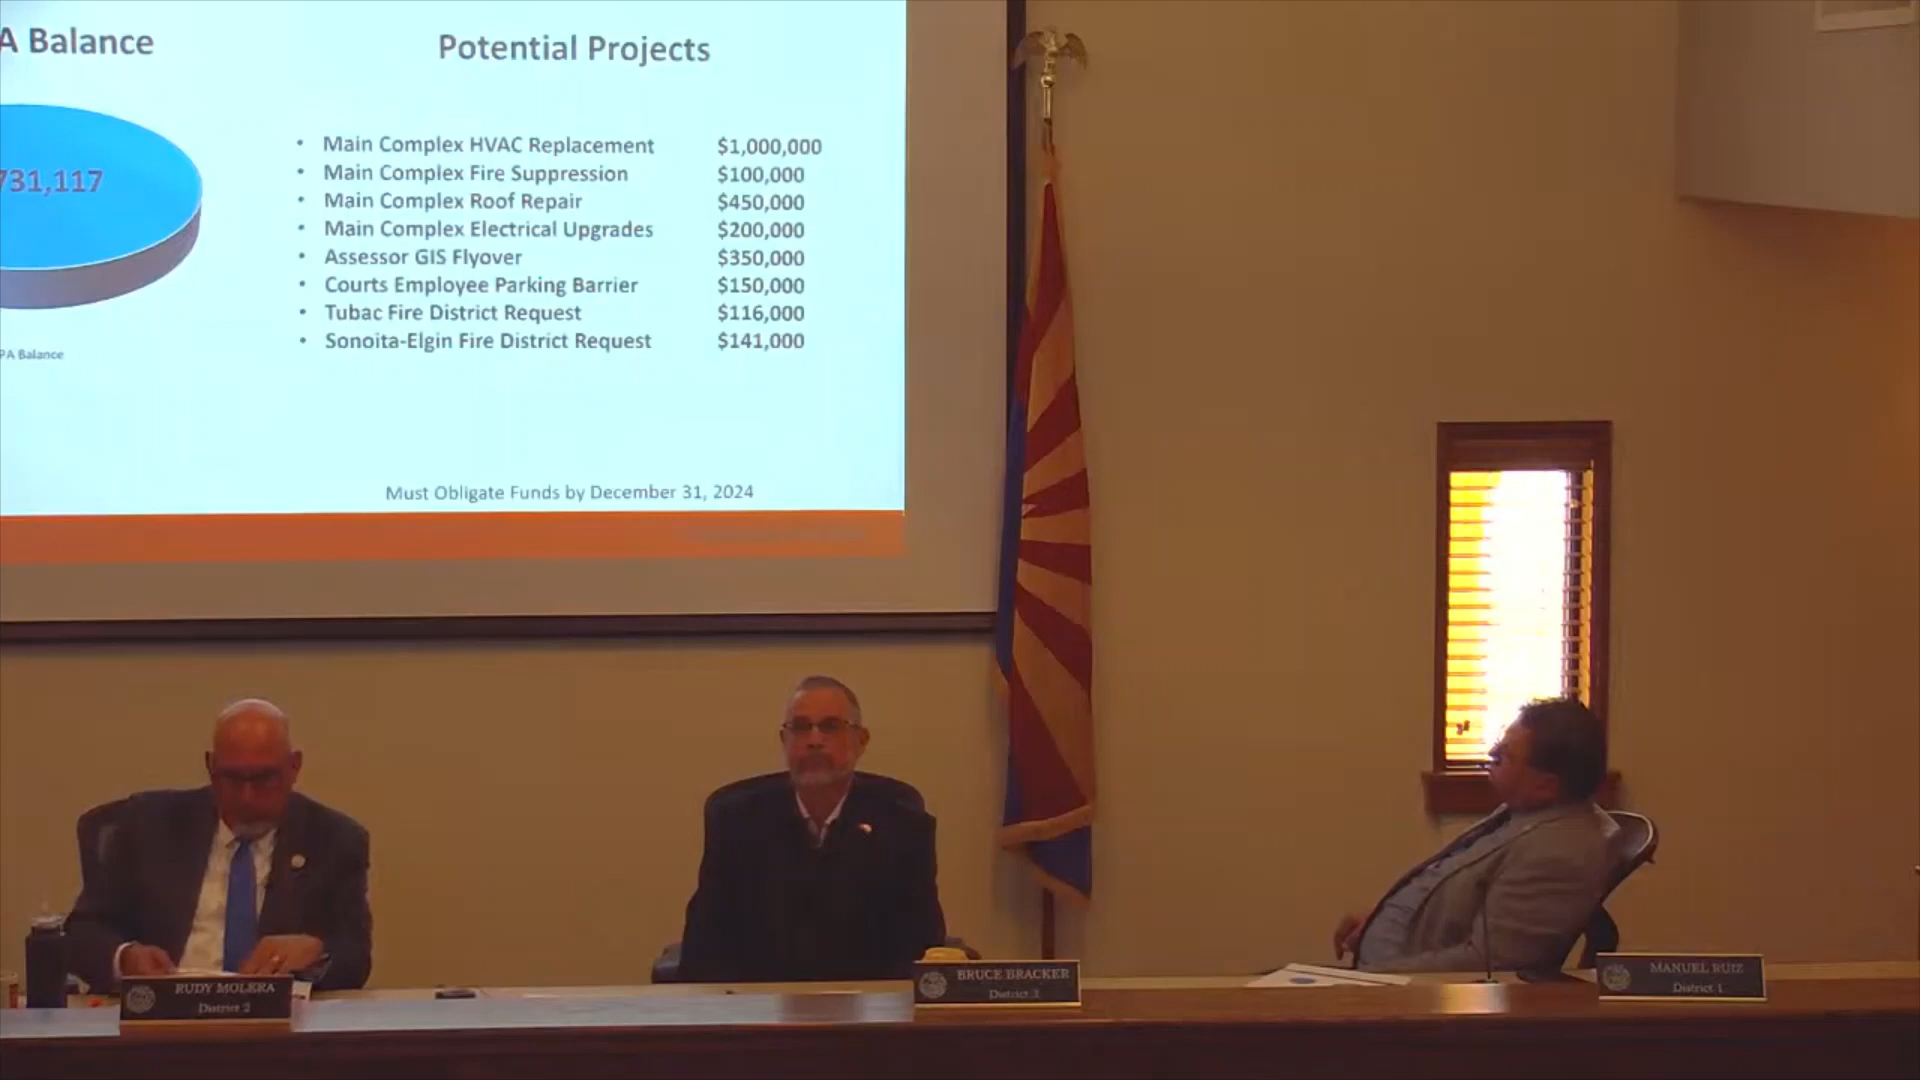 A Balance
Potential Projects
731,117
• Main Complex HVAC Replacement $1,000,000
• Main Complex Fire Suppression $100,000
• Main Complex Roof Repair $450,000
• Main Complex Electrical Upgrades $200,000
• Assessor GIS Flyover $350,000
• Courts Employee Parking Barrier $150,000
• Tubac Fire District Request $116,000
• Sonoita-Elgin Fire District Request $141,000
PA Balance
Must Obligate Funds by December 31, 2024
RUDY MOLERA
District 2
BRUCE BRACKER
District 3
MANUEL RUIZ
District 1